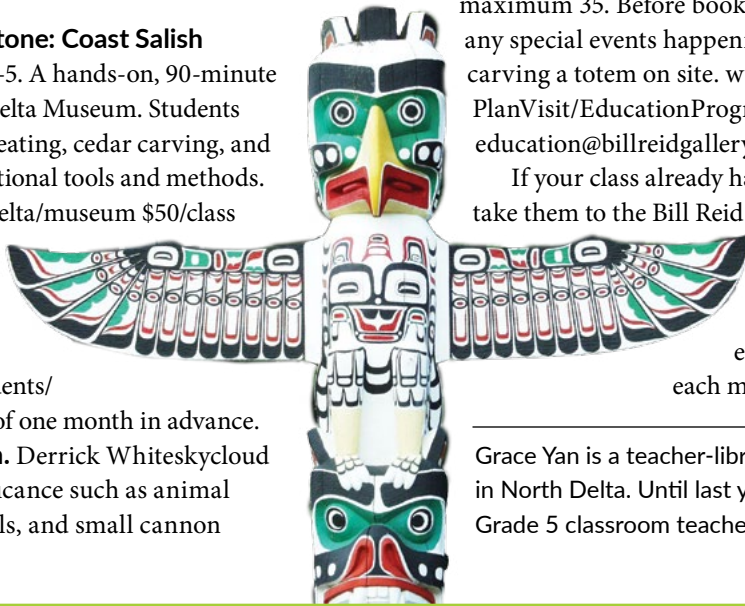 tone: Coast Salish
-5. A hands-on, 90-minute
elta Museum. Students
eating, cedar carving, and
tional tools and methods.
elta/museum $50/class
ents/
of one month in advance.
Derrick Whiteskycloud
icance such as animal
ls, and small cannon
maximum 35. Before book
any special events happeni
carving a totem on site. w
PlanVisit/EducationProgr
education@billreidgallery
If your class already ha
take them to the Bill Reid
e
each m
Grace Yan is a teacher-libr
in North Delta. Until last y
Grade 5 classroom teache